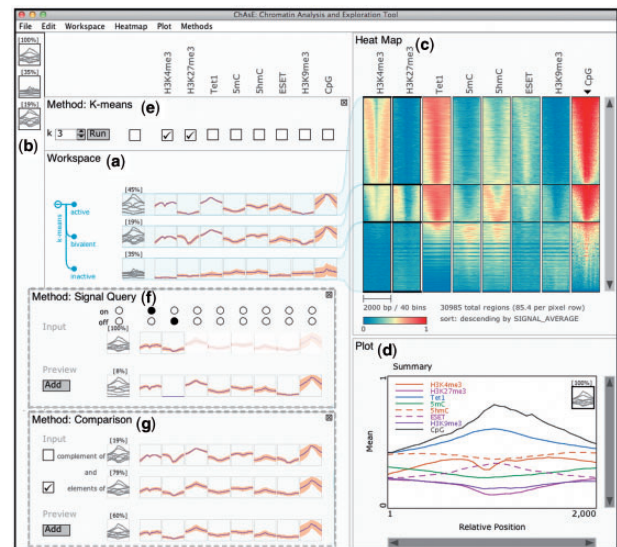 ChAsE: Chromatin Analysis and Exploration Tool
File Edit Workspace Heatmap Plot Methods
[100%]
[35%]
[19%]
(b)
H3K4me3 H3K27me3 Tet1 5mC 5hmC ESET H3K9me3 CpG
Method: K-means (e)
k 3 Run
Workspace (a)
k-means
[45%]
active
[19%]
bivalent
[35%]
inactive
Method: Signal Query (f)
on
off
Input
[100%]
Preview
[8%]
Add
Method: Comparison (g)
Input
[19%]
complement of
and
[79%]
elements of
Preview
[60%]
Add
Heat Map (c)
H3K4me3 H3K27me3 Tet1 5mC 5hmC ESET H3K9me3 CpG
2000 bp / 40 bins
30985 total regions (85.4 per pixel row)
sort: descending by SIGNAL_AVERAGE
0 1
Plot
(d)
Summary
[100%]
H3K4me3
H3K27me3
Tet1
5mC
5hmC
ESET
H3K9me3
CpG
1
Mean
0
1 2,000
Relative Position